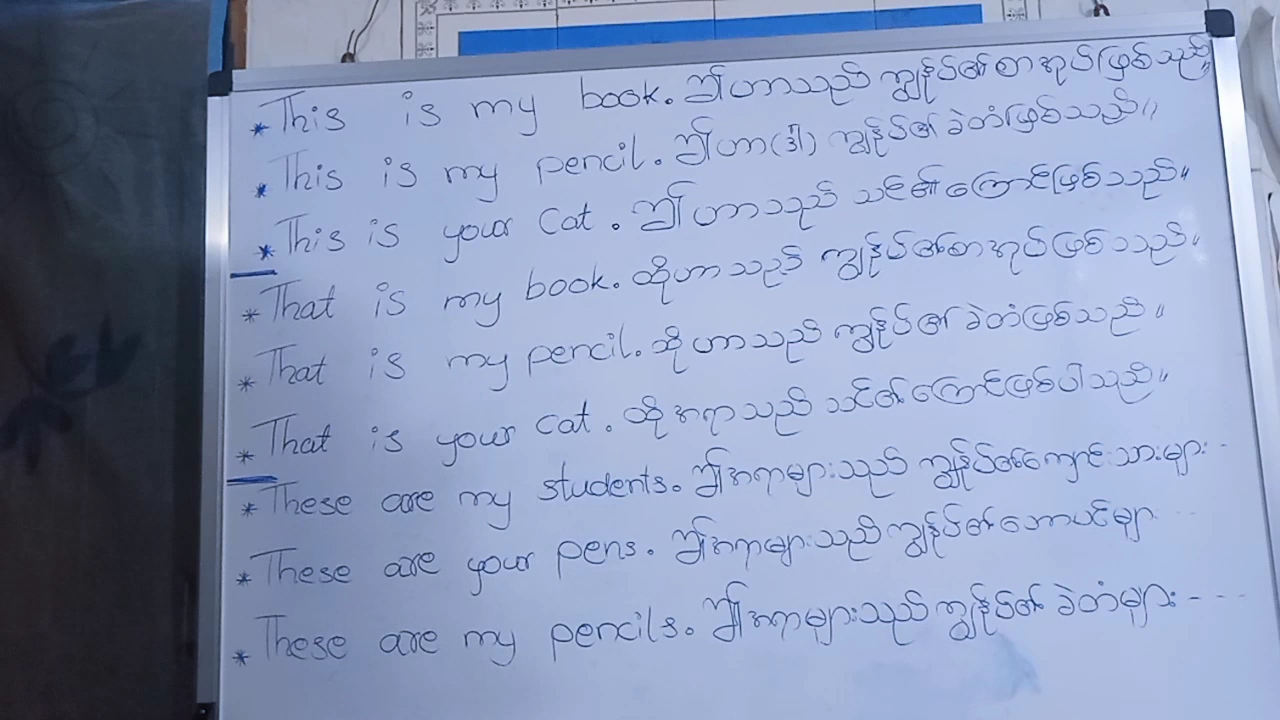 * This is my book. ဤဟာသည် ကျွန်ုပ်၏စာအုပ်ဖြစ်သည်။
* This is my pencil. ဤဟာ(ဒါ) ကျွန်ုပ်၏ ခဲတံဖြစ်သည်။
* This is your cat. ဤဟာသည် သင်၏ကြောင်ဖြစ်သည်။
* That is my book. ထိုဟာသည် ကျွန်ုပ်၏စာအုပ်ဖြစ်သည်။
* That is my pencil. ထိုဟာသည် ကျွန်ုပ်၏ ခဲတံဖြစ်သည်။
* That is your cat. ထိုအရာသည် သင်၏ကြောင်ဖြစ်ပါသည်။
* These are my students. ဤအရာများသည် ကျွန်ုပ်၏ကျောင်းသားများ - 
* These are your pens. ဤအရာများသည် ကျွန်ုပ်၏ဘောပင်များ - -
* These are my pencils. ဤအရာများသည် ကျွန်ုပ်၏ ခဲတံများ - - -